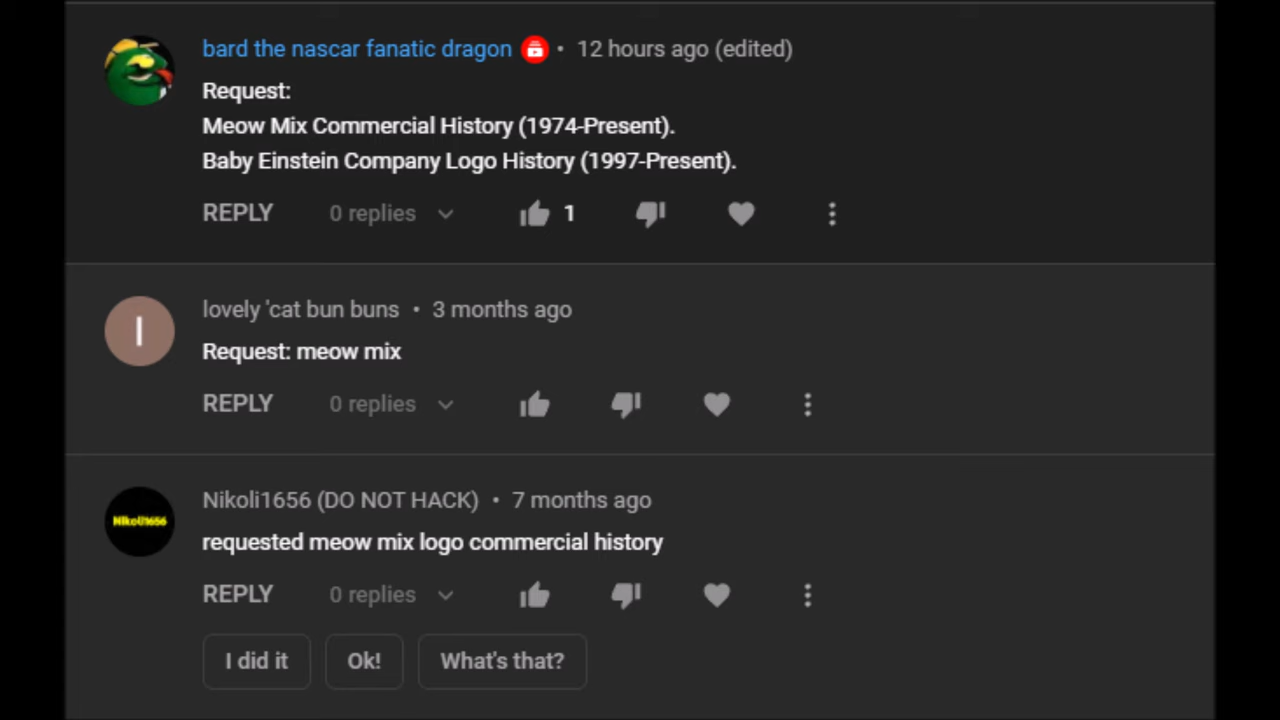 bard the nascar fanatic dragon • 12 hours ago (edited)
Request:
Meow Mix Commercial History (1974-Present).
Baby Einstein Company Logo History (1997-Present).
REPLY 0 replies 1
l lovely 'cat bun buns • 3 months ago
Request: meow mix
REPLY 0 replies
Nikoli1656 Nikoli1656 (DO NOT HACK) • 7 months ago
requested meow mix logo commercial history
REPLY 0 replies
I did it Ok! What's that?